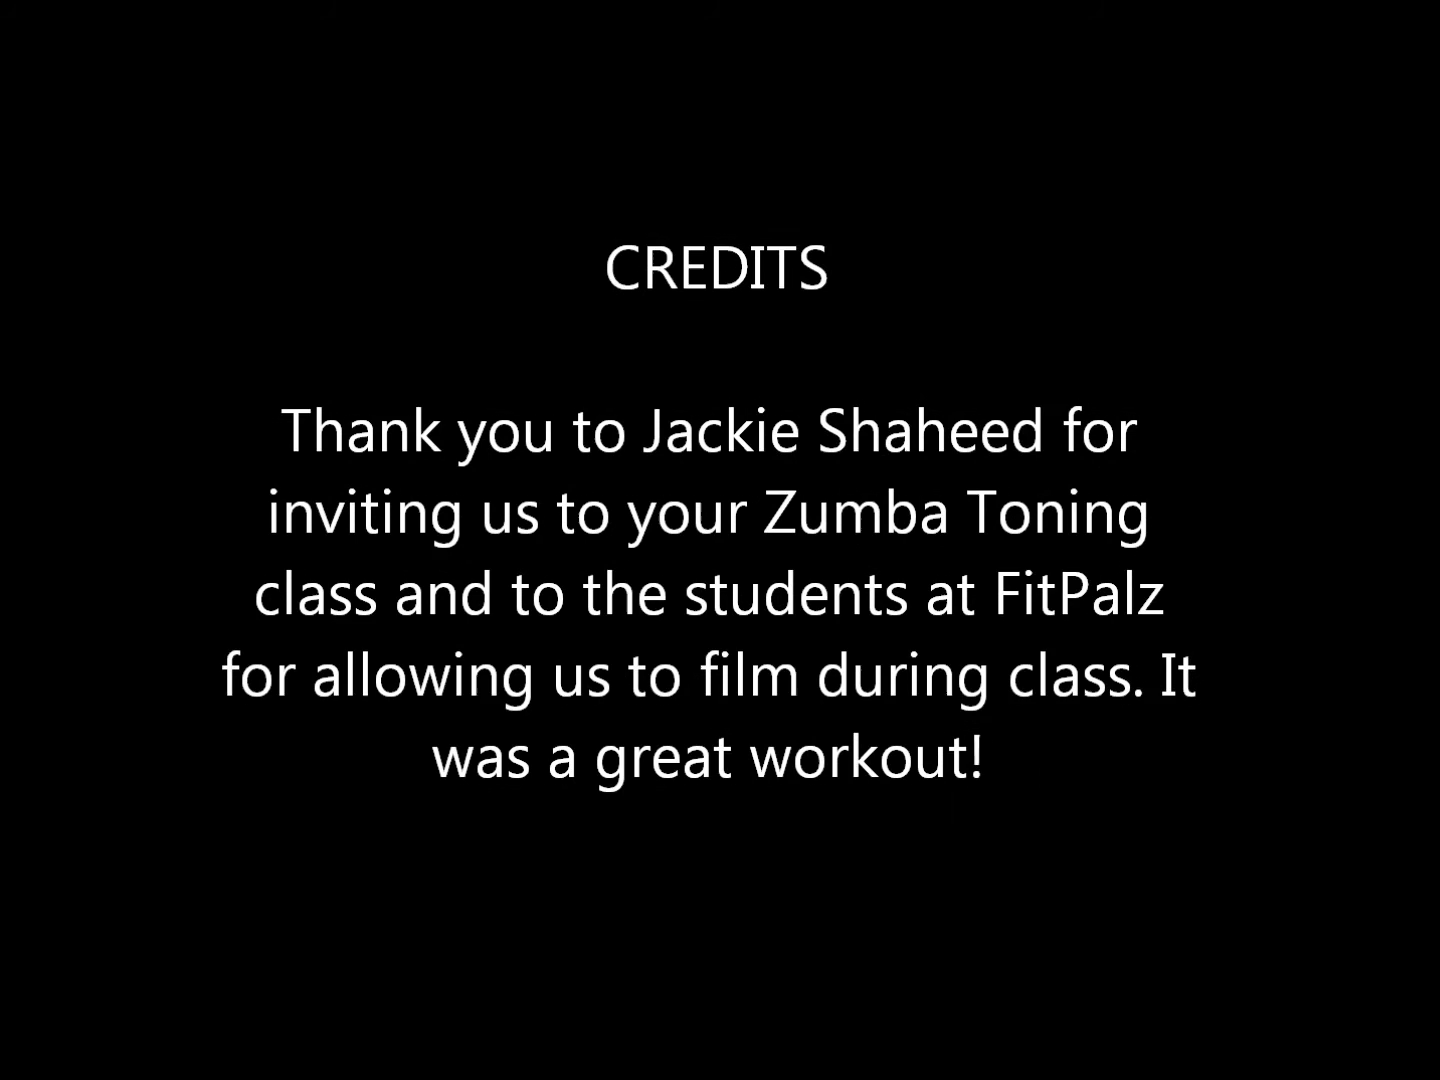 CREDITS
Thank you to Jackie Shaheed for
inviting us to your Zumba Toning
class and to the students at FitPalz
for allowing us to film during class. It
was a great workout!